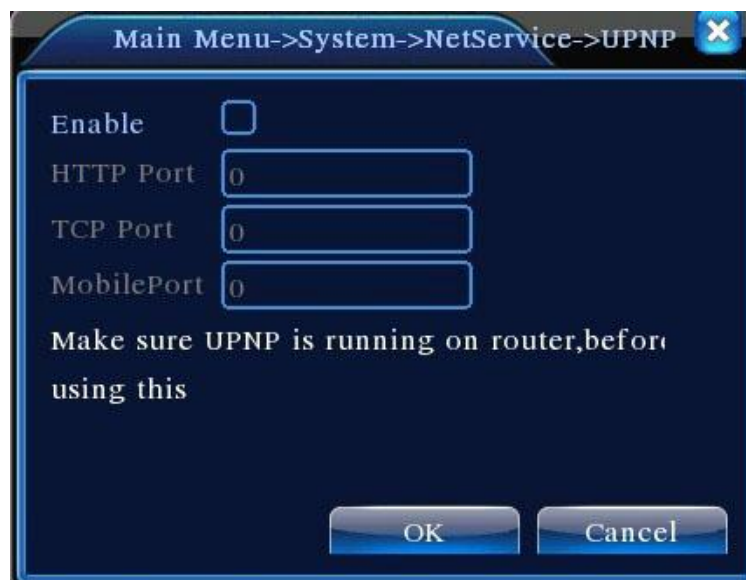 Main Menu->System->NetService->UPNP
Enable
HTTP Port 0
TCP Port 0
MobilePort 0
Make sure UPNP is running on router,before
using this
OK Cancel